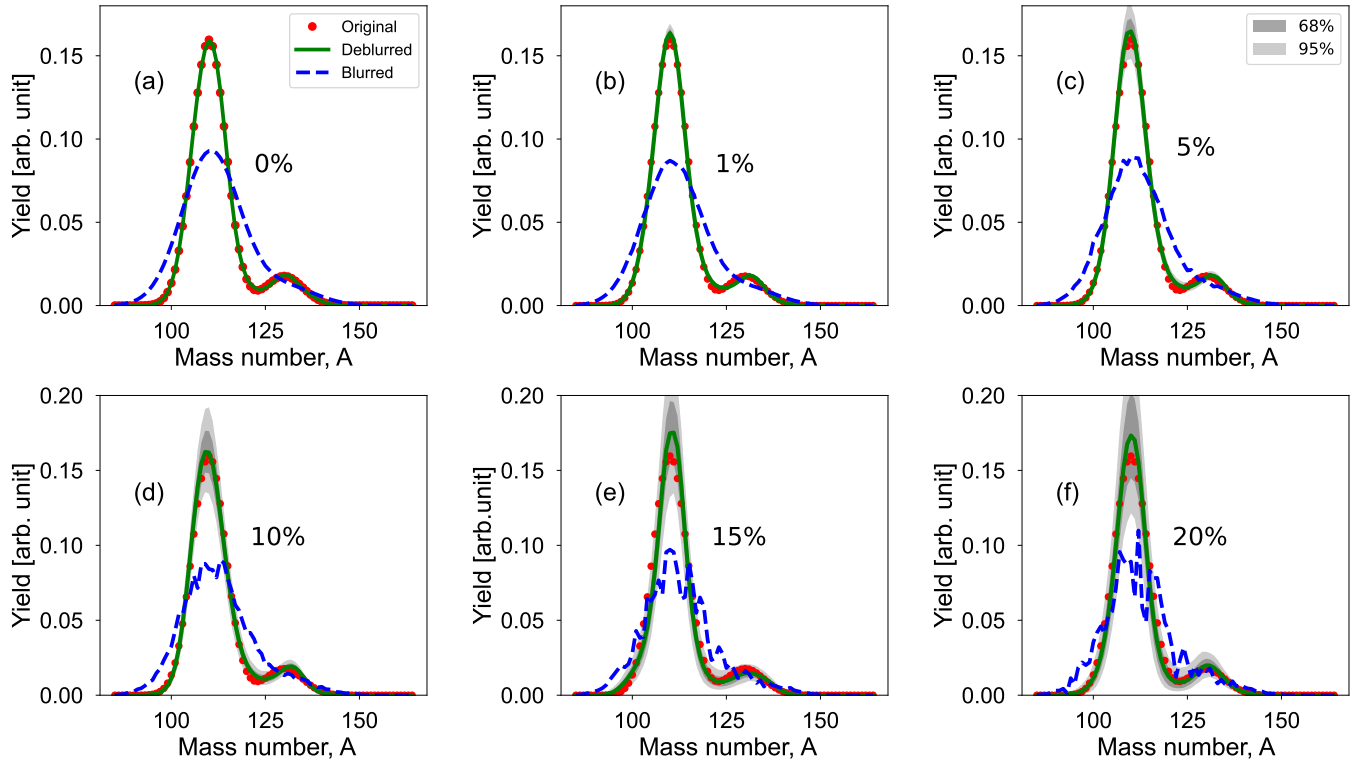 Original
Deblurred
Blurred
(a)
0%
0.15
0.10
0.05
0.00
Yield [arb. unit]
100
125
150
Mass number, A
(b)
1%
0.15
0.10
0.05
0.00
Yield [arb. unit]
100
125
150
Mass number, A
68%
95%
(c)
5%
0.15
0.10
0.05
0.00
Yield [arb. unit]
100
125
150
Mass number, A
(d)
10%
0.20
0.15
0.10
0.05
0.00
Yield [arb. unit]
100
125
150
Mass number, A
(e)
15%
0.20
0.15
0.10
0.05
0.00
Yield [arb.unit]
100
125
150
Mass number, A
(f)
20%
0.20
0.15
0.10
0.05
0.00
Yield [arb. unit]
100
125
150
Mass number, A